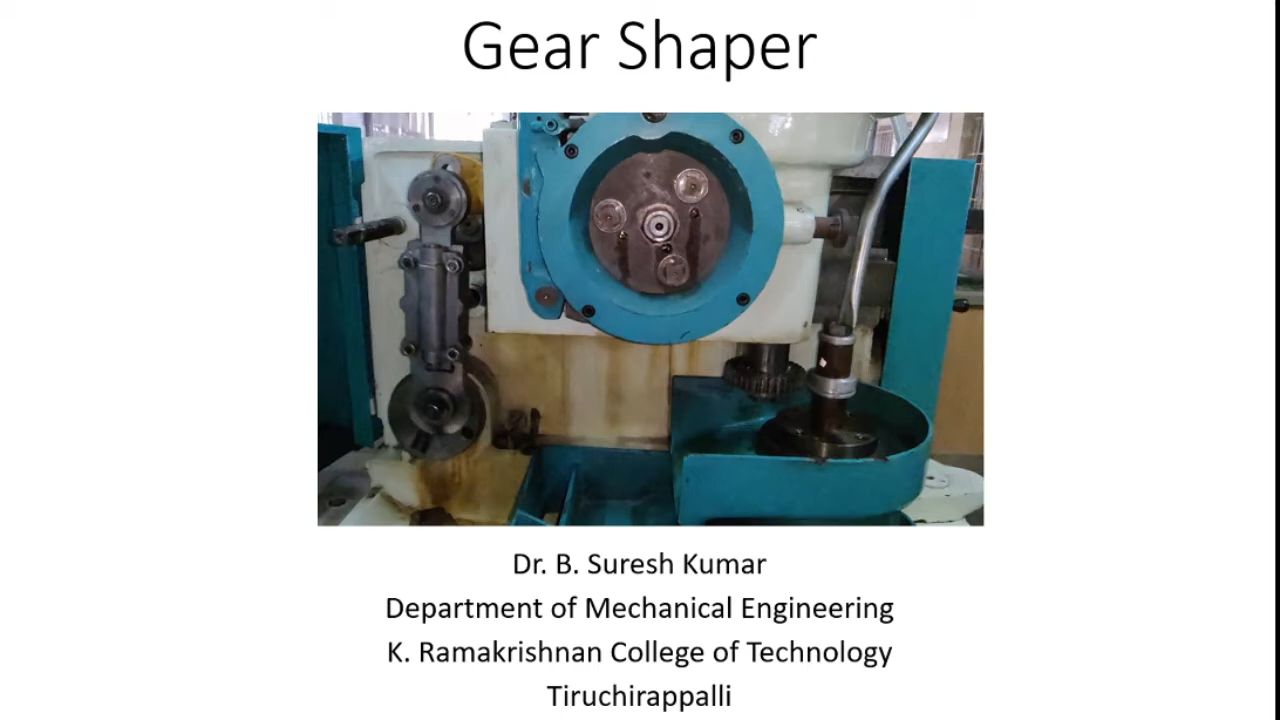 Gear Shaper
Dr. B. Suresh Kumar
Department of Mechanical Engineering
K. Ramakrishnan College of Technology
Tiruchirappalli